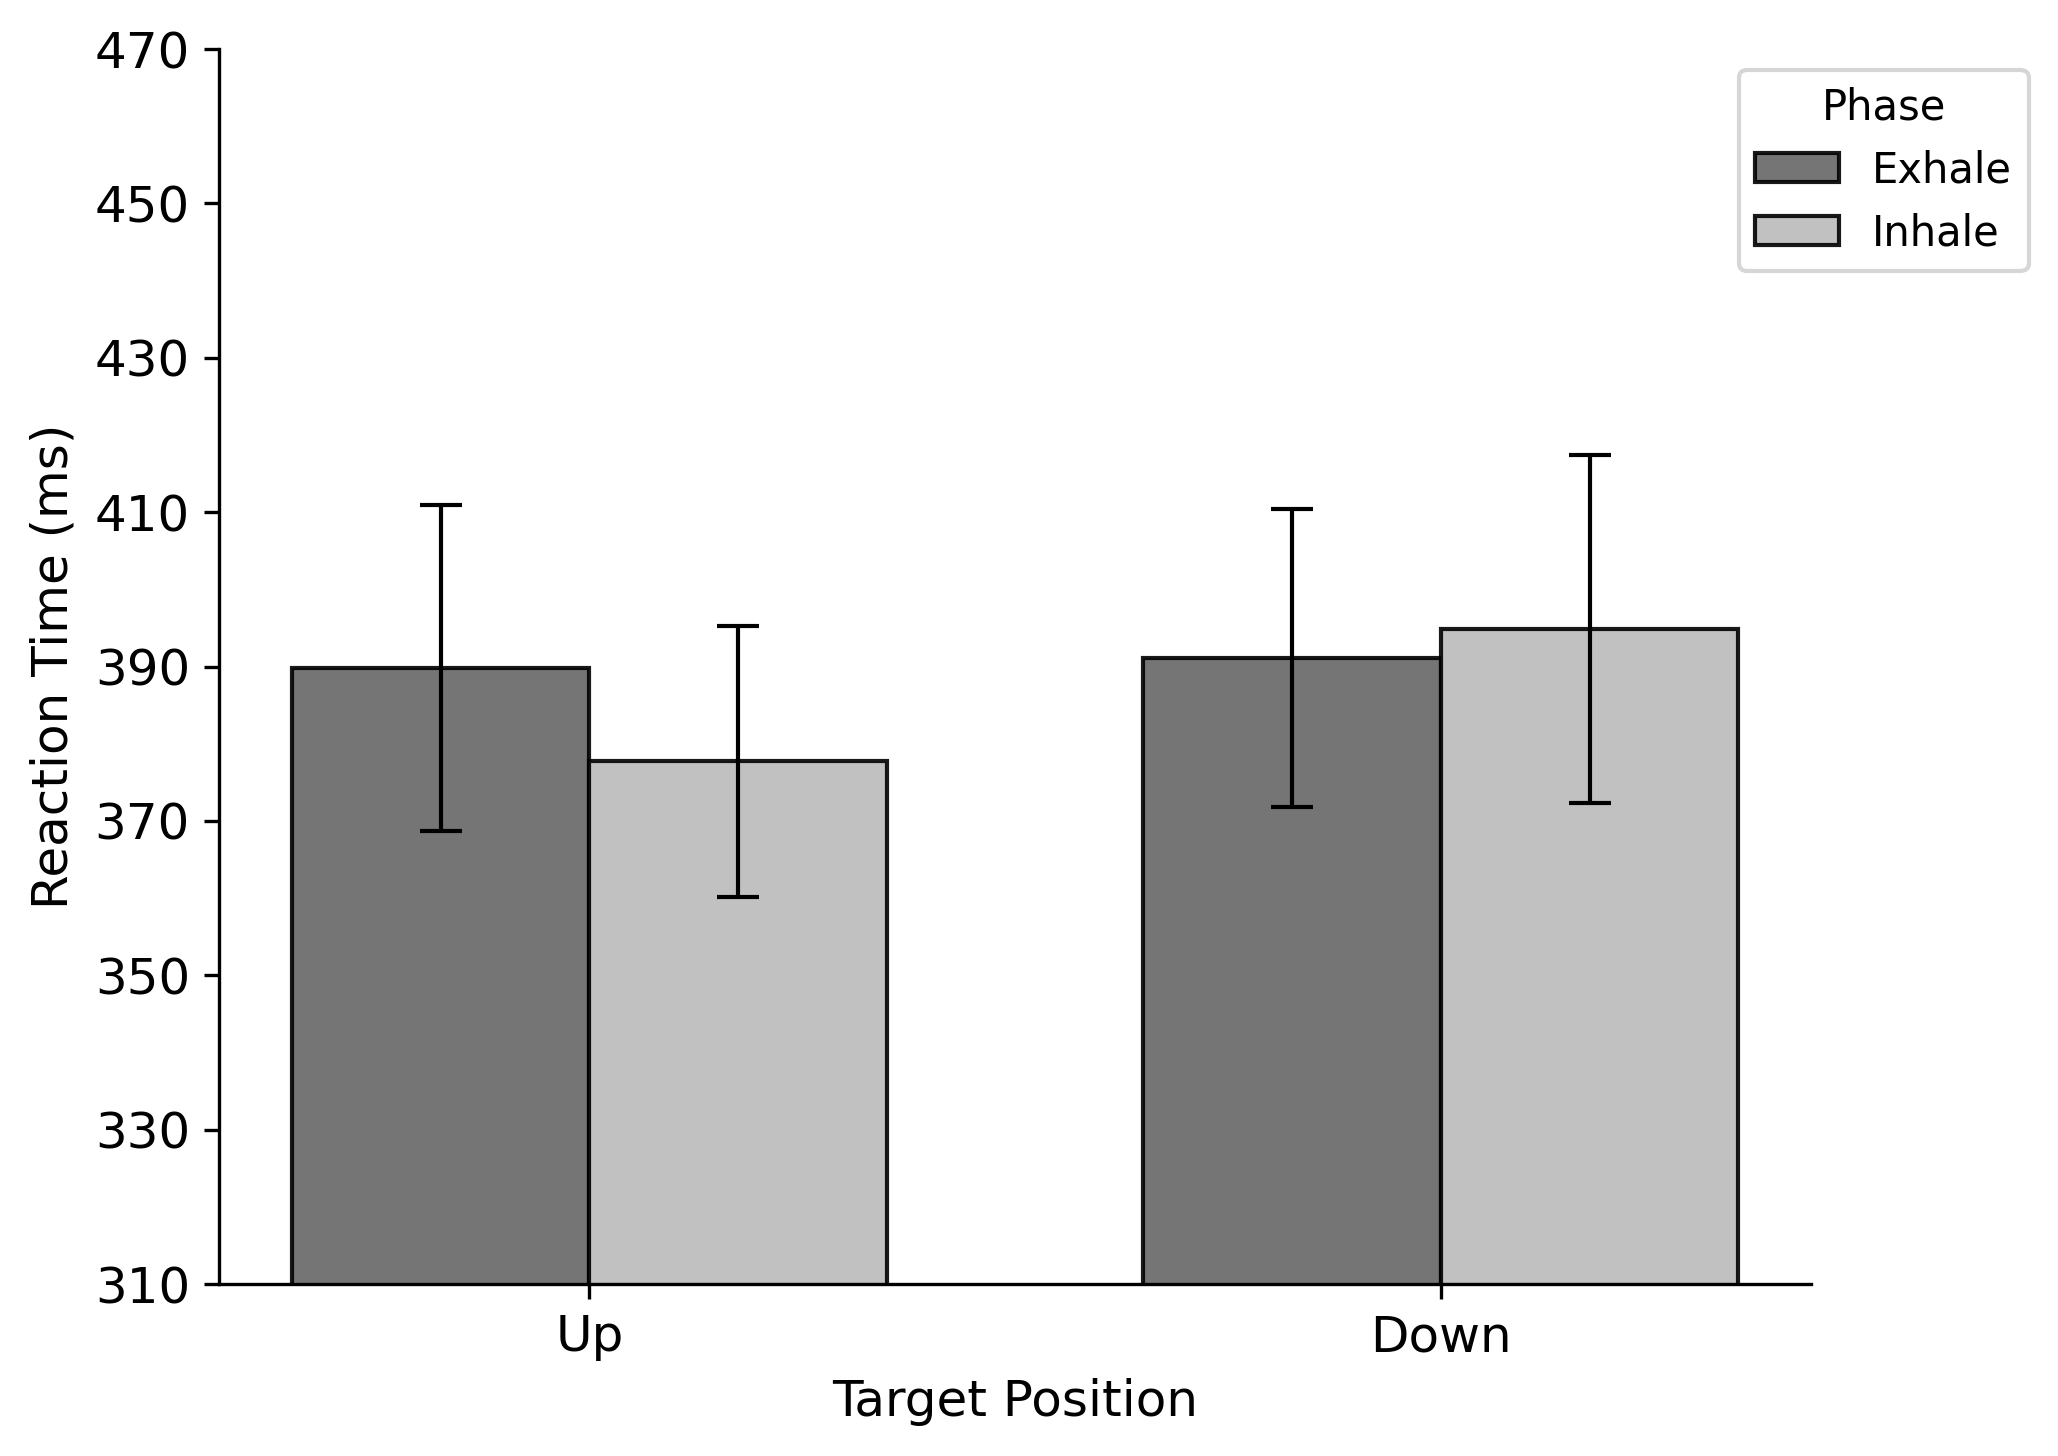 470
450
430
410
390
370
350
330
310
Reaction Time (ms)
Up
Down
Target Position
Phase
Exhale
Inhale